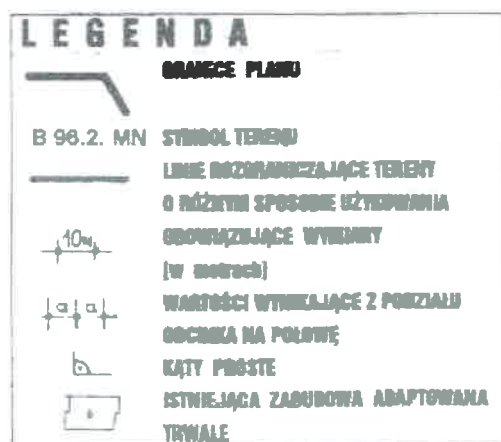 LEGENDA
GRANICE PLANU
B 96.2. MN SYMBOL TERENU
LINIE ROZGRANICZAJĄCE TERENY
O RÓŻNYM SPOSOBIE UŻYTKOWANIA
10m OBOWIĄZUJĄCE WYMIARY
[w metrach]
a a WARTOŚCI WYNIKAJĄCE Z PODZIAŁU
ODCINKA NA POŁOWĘ
KĄTY PROSTE
ISTNIEJĄCA ZABUDOWA ADAPTOWANA
TRWALE